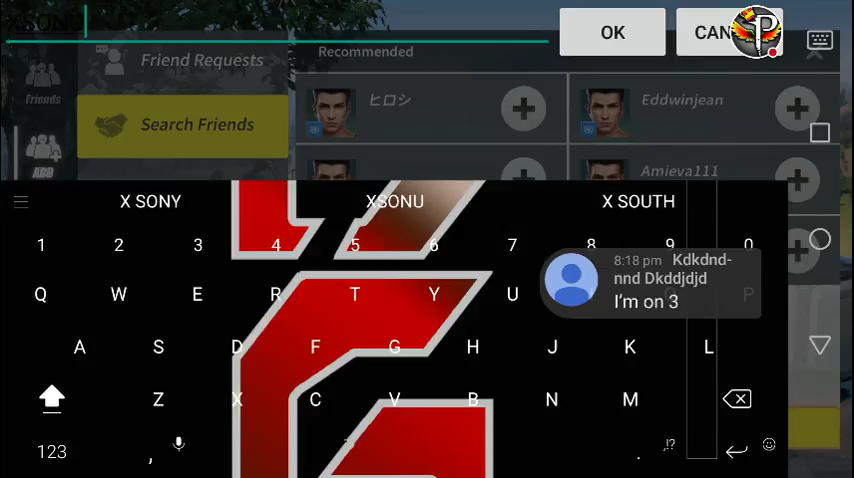 XSONU
OK
CAN
Friend Requests
Recommended
Friends
Search Friends
ヒロシ
Eddwinjean
ADD
Amieva111
X SONY
XSONU
X SOUTH
1 2 3 4 5 6 7 8 9 0
8:18 pm Kdkdnd-
nnd Dkddjdjd
I'm on 3
Q W E R T Y U P
A S D F G H J K L
Z X C V B N M
123 , . ,!?